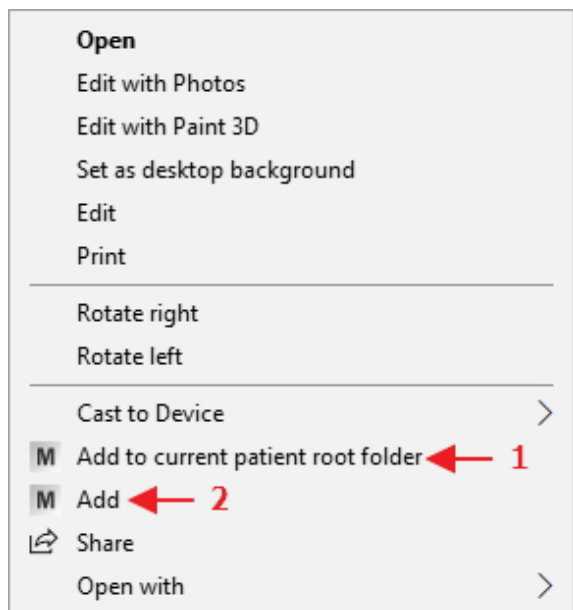 Open
Edit with Photos
Edit with Paint 3D
Set as desktop background
Edit
Print
Rotate right
Rotate left
Cast to Device
M Add to current patient root folder 1
M Add 2
Share
Open with